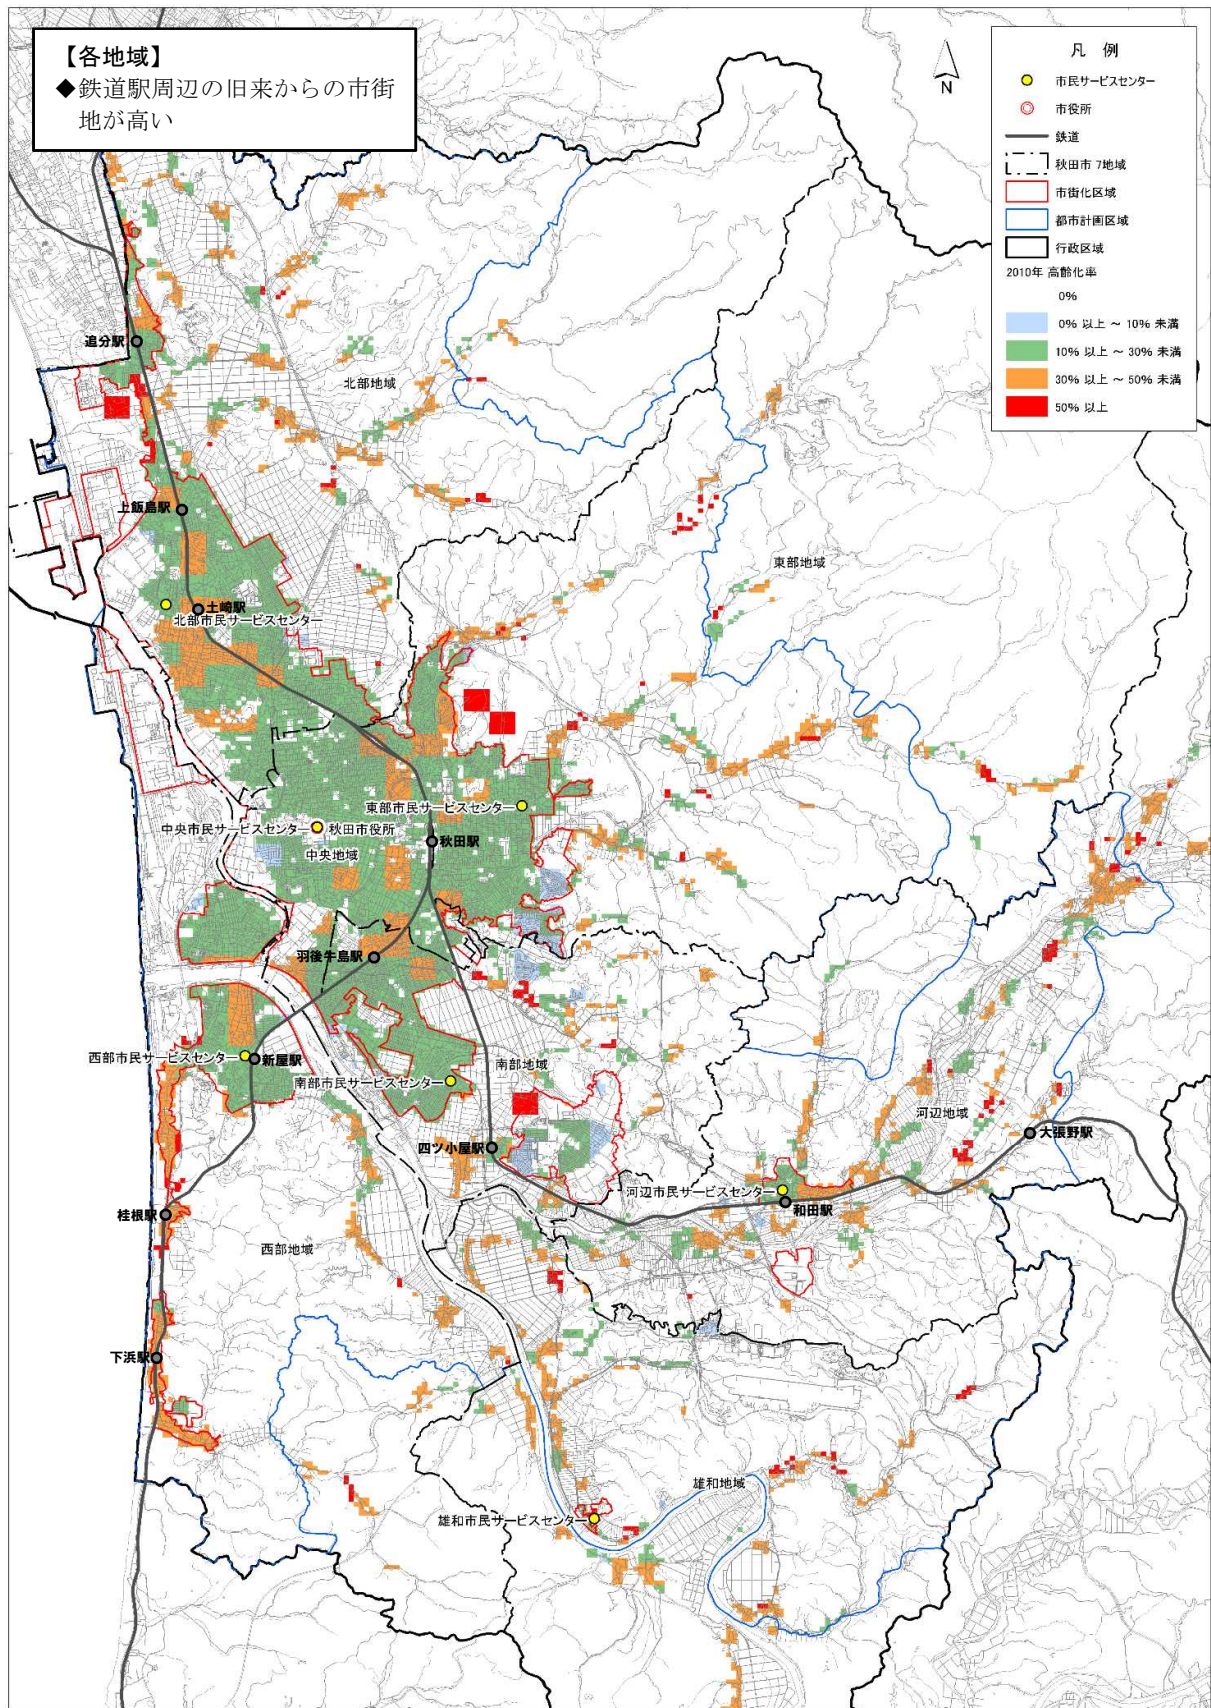 【各地域】
◆鉄道駅周辺の旧来からの市街
地が高い
N
凡 例
市民サービスセンター
市役所
鉄道
秋田市 7地域
市街化区域
都市計画区域
行政区域
2010年 高齢化率
0%
0% 以上 ～ 10% 未満
10% 以上 ～ 30% 未満
30% 以上 ～ 50% 未満
50% 以上
追分駅
北部地域
上飯島駅
東部地域
土崎駅
北部市民サービスセンター
東部市民サービスセンター
中央市民サービスセンター
秋田市役所
秋田駅
中央地域
羽後牛島駅
西部市民サービスセンター
新屋駅
南部地域
南部市民サービスセンター
河辺地域
大張野駅
四ツ小屋駅
河辺市民サービスセンター
和田駅
桂根駅
西部地域
下浜駅
雄和地域
雄和市民サービスセンター